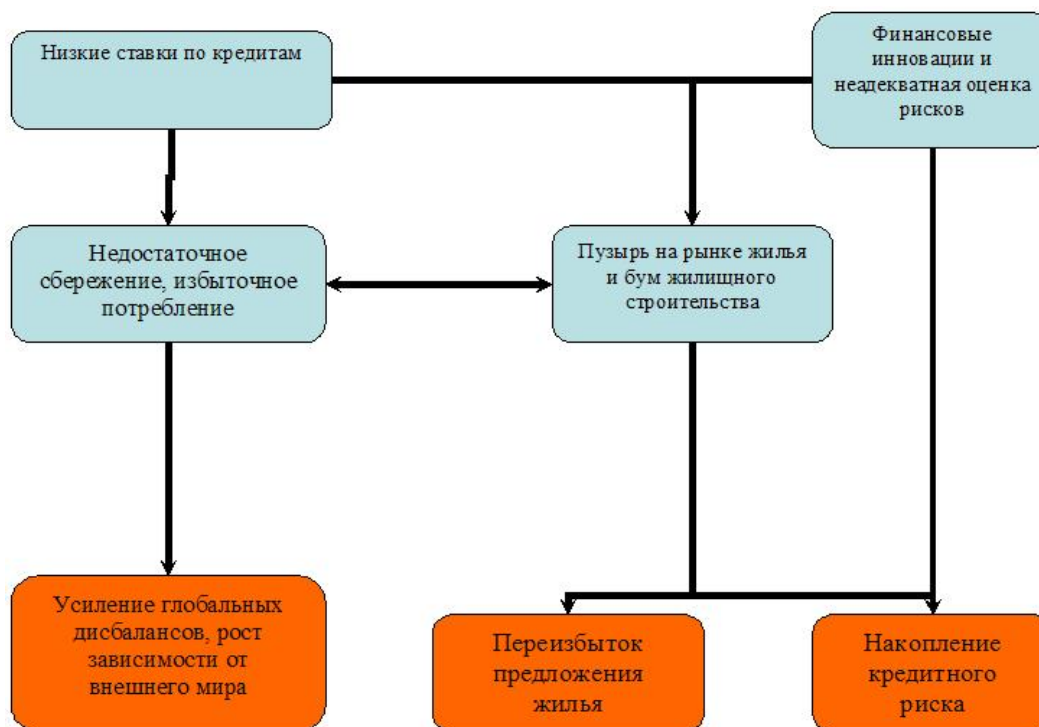 Низкие ставки по кредитам
Финансовые
инновации и
неадекватная оценка
рисков
Недостаточное
сбережение, избыточное
потребление
Пузырь на рынке жилья
и бум жилищного
строительства
Усиление глобальных
дисбалансов, рост
зависимости от
внешнего мира
Переизбыток
предложения
жилья
Накопление
кредитного
риска